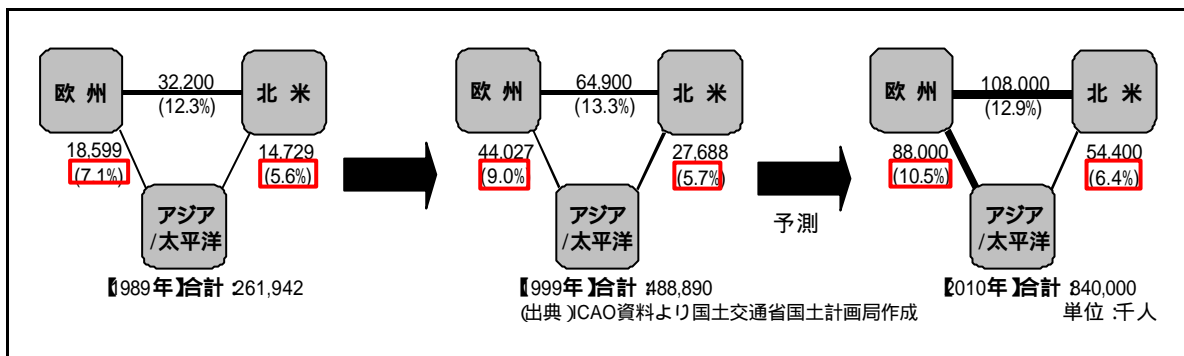 欧 州
32,200
(12.3%)
北 米
18,599
(7.1%)
14,729
(5.6%)
アジア
/太平洋
【1989年】合計:261,942
欧 州
64,900
(13.3%)
北 米
44,027
(9.0%
27,688
(5.7%)
アジア
/太平洋
【1999年】合計:488,890
(出典)ICAO資料より国土交通省国土計画局作成
予測
欧 州
108,000
(12.9%)
北 米
88,000
(10.5%)
54,400
(6.4%)
アジア
/太平洋
【2010年】合計:840,000
単位:千人